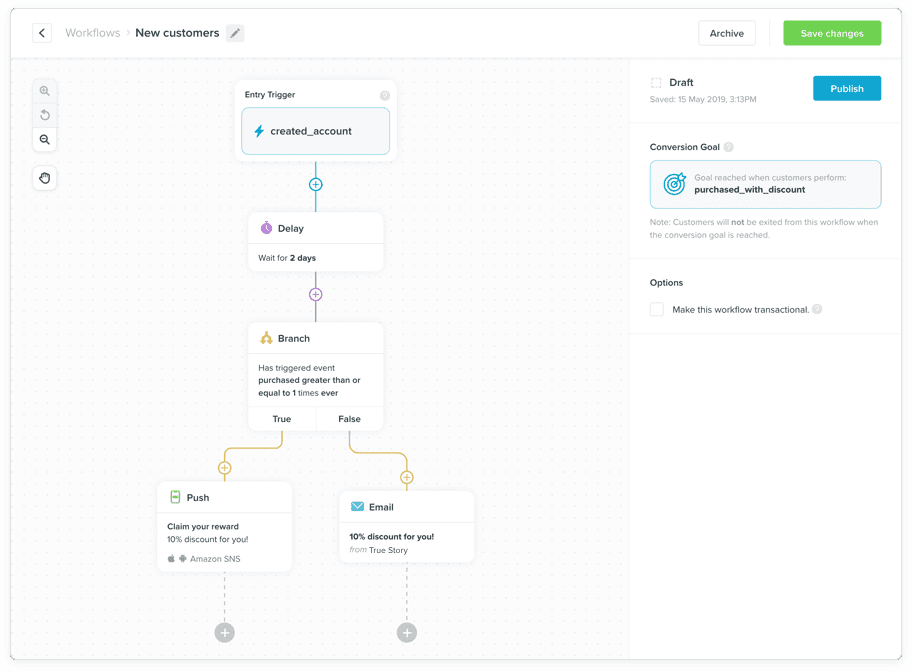 Workflows › New customers
Archive
Save changes
Entry Trigger ?
created_account
Delay
Wait for 2 days
Branch
Has triggered event
purchased greater than or
equal to 1 times ever
True
False
Push
Claim your reward
10% discount for you!
Amazon SNS
Email
10% discount for you!
from True Story
Draft
Saved: 15 May 2019, 3:13PM
Publish
Conversion Goal ?
Goal reached when customers perform:
purchased_with_discount
Note: Customers will not be exited from this workflow when
the conversion goal is reached.
Options
Make this workflow transactional. ?